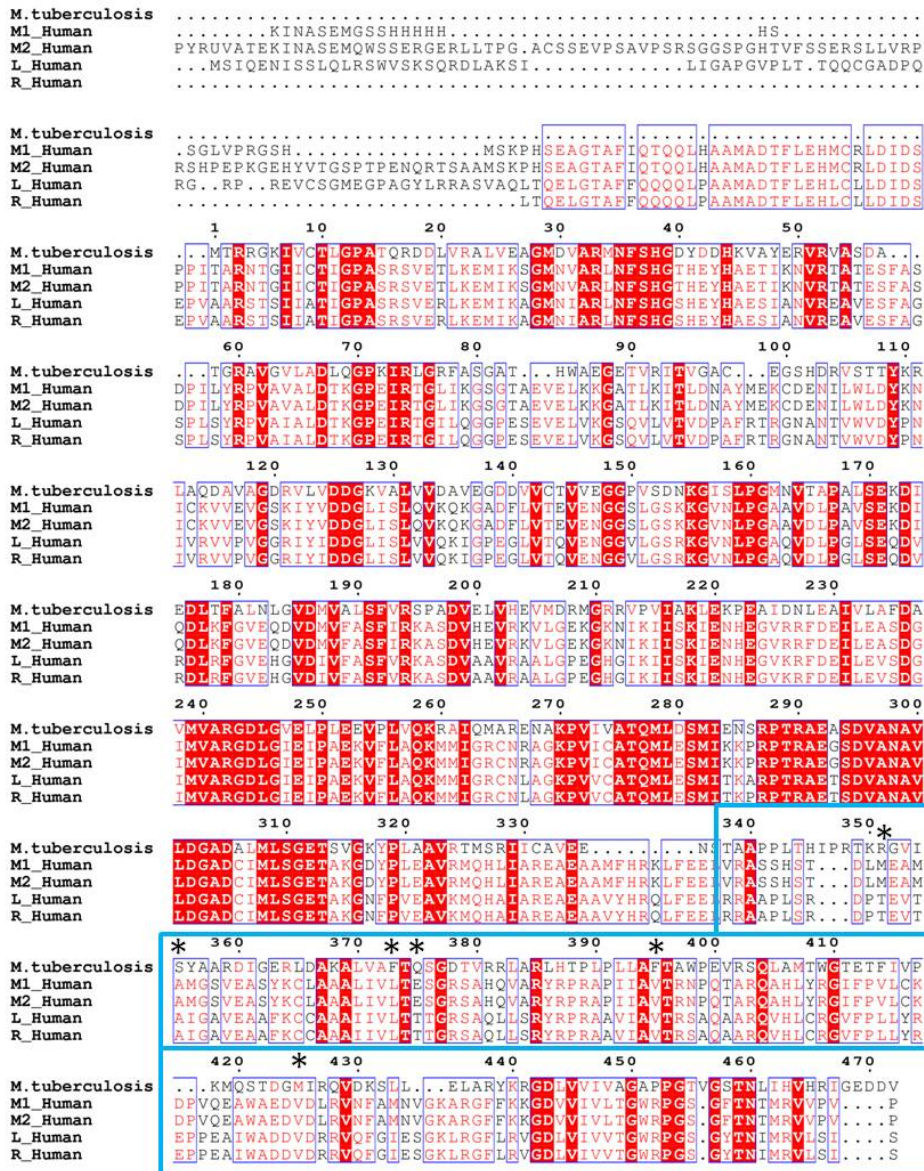 M.tuberculosis ...............................................................
M1_Human ........KINASEMGSSHHHHHH........................HS.............
M2_Human PYRUVATEKINASEMQWSSERGERLLTPG.ACSSEVPSAVPSRSGGSPGHTVFSSERSLLVRP
L_Human ...MSIQENISSLQLRSWVSKSQRDLAKSI.............LIGAPGVPLT.TQQCGADPQ
R_Human ...............................................................
M.tuberculosis ...............................................................
M1_Human .SGLVPRGSH................MSKPHSEAGTAFIQTQQLHAAMADTFLEHMCRLDIDS
M2_Human RSHPEPKGEHYVTGSPTPENQRTSAAMSKPHSEAGTAFIQTQQLHAAMADTFLEHMCRLDIDS
L_Human RG..RP..REVCSGMEGPAGYLRRASVAQLTQELGTAFFQQQQLPAAMADTFLEHLCLLDIDS
R_Human .............................LTQELGTAFFQQQQLPAAMADTFLEHLCLLDIDS
1 10 20 30 40 50
M.tuberculosis ...MTRRGKIVCTLGPATQRDDLVRALVEAGMDVARMNFSHGDYDDHKVAYERVRVASDA...
M1_Human PPITARNTGIICTIGPASRSVETLKEMIKSGMNVARLNFSHGTHEYHAETIKNVRTATESFAS
M2_Human PPITARNTGIICTIGPASRSVETLKEMIKSGMNVARLNFSHGTHEYHAETIKNVRTATESFAS
L_Human EPVAARSTSIIATIGPASRSVERLKEMIKAGMNIARLNFSHGSHEYHAESIANVREAVESFAG
R_Human EPVAARSTSIIATIGPASRSVERLKEMIKAGMNIARLNFSHGSHEYHAESIANVREAVESFAG
60 70 80 90 100 110
M.tuberculosis ..TGRAVGVLADLQGPKIRLGRFASGAT..HWAEGETVRITVGAC..EGSHDRVSTTYKR
M1_Human DPILYRPVAVALDTKGPEIRTGLIKGSGTAEVELKKGATLKITLDNAYMEKCDENILWLDYKN
M2_Human DPILYRPVAVALDTKGPEIRTGLIKGSGTAEVELKKGATLKITLDNAYMEKCDENILWLDYKN
L_Human SPLSYRPVAIALDTKGPEIRTGILQGGPESEVELVKGSQVLVTVDPAFRTRGNANTVWVDYPN
R_Human SPLSYRPVAIALDTKGPEIRTGILQGGPESEVELVKGSQVLVTVDPAFRTRGNANTVWVDYPN
120 130 140 150 160 170
M.tuberculosis LAQDAVAGDRVLVDDGKVALVVDAVEGDDVVCTVVEGGPVSDNKGISLPGMNVTAPALSEKDI
M1_Human ICKVVEVGSKIYVDDGLISLQVKQKGADFLVTEVENGGSLGSKKGVNLPGAAVDLPAVSEKDI
M2_Human ICKVVEVGSKIYVDDGLISLQVKQKGADFLVTEVENGGSLGSKKGVNLPGAAVDLPAVSEKDI
L_Human IVRVVPVGGRIYIDDGLISLVVQKIGPEGLVTQVENGGVLGSRKGVNLPGAQVDLPGLSEQDV
R_Human IVRVVPVGGRIYIDDGLISLVVQKIGPEGLVTQVENGGVLGSRKGVNLPGAQVDLPGLSEQDV
180 190 200 210 220 230
M.tuberculosis EDLTFALNLGVDMVALSFVRSPADVELVHEVMDRMGRRVPVIAKLEKPEAIDNLEAIVLAFDA
M1_Human QDLKFGVEQDVDMVFASFIRKASDVHEVRKVLGEKGKNIKIISKIENHEGVRRFDEILEASDG
M2_Human QDLKFGVEQDVDMVFASFIRKASDVHEVRKVLGEKGKNIKIISKIENHEGVRRFDEILEASDG
L_Human RDLRFGVEHGVDIVFASFVRKASDVAAVRAALGPEGHGIKIISKIENHEGVKRFDEILEVSDG
R_Human RDLRFGVEHGVDIVFASFVRKASDVAAVRAALGPEGHGIKIISKIENHEGVKRFDEILEVSDG
240 250 260 270 280 290 300
M.tuberculosis VMVARGDLGVELPLEEVPLVQKRAIQMARENAKPVIVATQMLDSMIENSRPTRAEASDVANAV
M1_Human IMVARGDLGIEIPAEKVFLAQKMMIGRCNRAGKPVICATQMLESMIKKPRPTRAEGSDVANAV
M2_Human IMVARGDLGIEIPAEKVFLAQKMMIGRCNRAGKPVICATQMLESMIKKPRPTRAEGSDVANAV
L_Human IMVARGDLGIEIPAEKVFLAQKMMIGRCNLAGKPVVCATQMLESMITKARPTRAETSDVANAV
R_Human IMVARGDLGIEIPAEKVFLAQKMMIGRCNLAGKPVVCATQMLESMITKPRPTRAETSDVANAV
310 320 330 340 350 *
M.tuberculosis LDGADALMLSGETSVGKYPLAAVRTMSRIICAVEE.....NSTAAPPLTHIPRTKRGVI
M1_Human LDGADCIMLSGETAKGDYPLEAVRMQHLIAREAEAAMFHRKLFEELVRASSHST...DLMEAM
M2_Human LDGADCIMLSGETAKGDYPLEAVRMQHLIAREAEAAMFHRKLFEELVRASSHST...DLMEAM
L_Human LDGADCIMLSGETAKGNFPVEAVKMQHAIAREAEAAVYHRQLFEELRRAAPLSR...DPTEVT
R_Human LDGADCIMLSGETAKGNFPVEAVKMQHAIAREAEAAVYHRQLFEELRRAAPLSR...DPTEVT
* 360 370 * * 380 390 * 400 410
M.tuberculosis SYAARDIGERLDAKALVAFTQSGDTVRRLARLHTPLPLLAFTAWPEVRSQLAMTWGTETFIVP
M1_Human AMGSVEASYKCLAAALIVLTESGRSAHQVARYRPRAPIIAVTRNPQTARQAHLYRGIFPVLCK
M2_Human AMGSVEASYKCLAAALIVLTESGRSAHQVARYRPRAPIIAVTRNPQTARQAHLYRGIFPVLCK
L_Human AIGAVEAAFKCCAAAIIVLTTTGRSAQLLSRYRPRAAVIAVTRSAQAARQVHLCRGVFPLLYR
R_Human AIGAVEAAFKCCAAAIIVLTTTGRSAQLLSRYRPRAAVIAVTRSAQAARQVHLCRGVFPLLYR
420 * 430 440 450 460 470
M.tuberculosis ..KMQSTDGMIRQVDKSLL...ELARYKRGDLVVIVAGAPPGTVGSTNLIHVHRIGEDDV
M1_Human DPVQEAWAEDVDLRVNFAMNVGKARGFFKKGDVVIVLTGWRPGS.GFTNTMRVVPV....P
M2_Human DPVQEAWAEDVDLRVNFAMNVGKARGFFKKGDVVIVLTGWRPGS.GFTNTMRVVPV....P
L_Human EPPEAIWADDVDRRVQFGIESGKLRGFLRVGDLVIVVTGWRPGS.GYTNIMRVLSI....S
R_Human EPPEAIWADDVDRRVQFGIESGKLRGFLRVGDLVIVVTGWRPGS.GYTNIMRVLSI....S